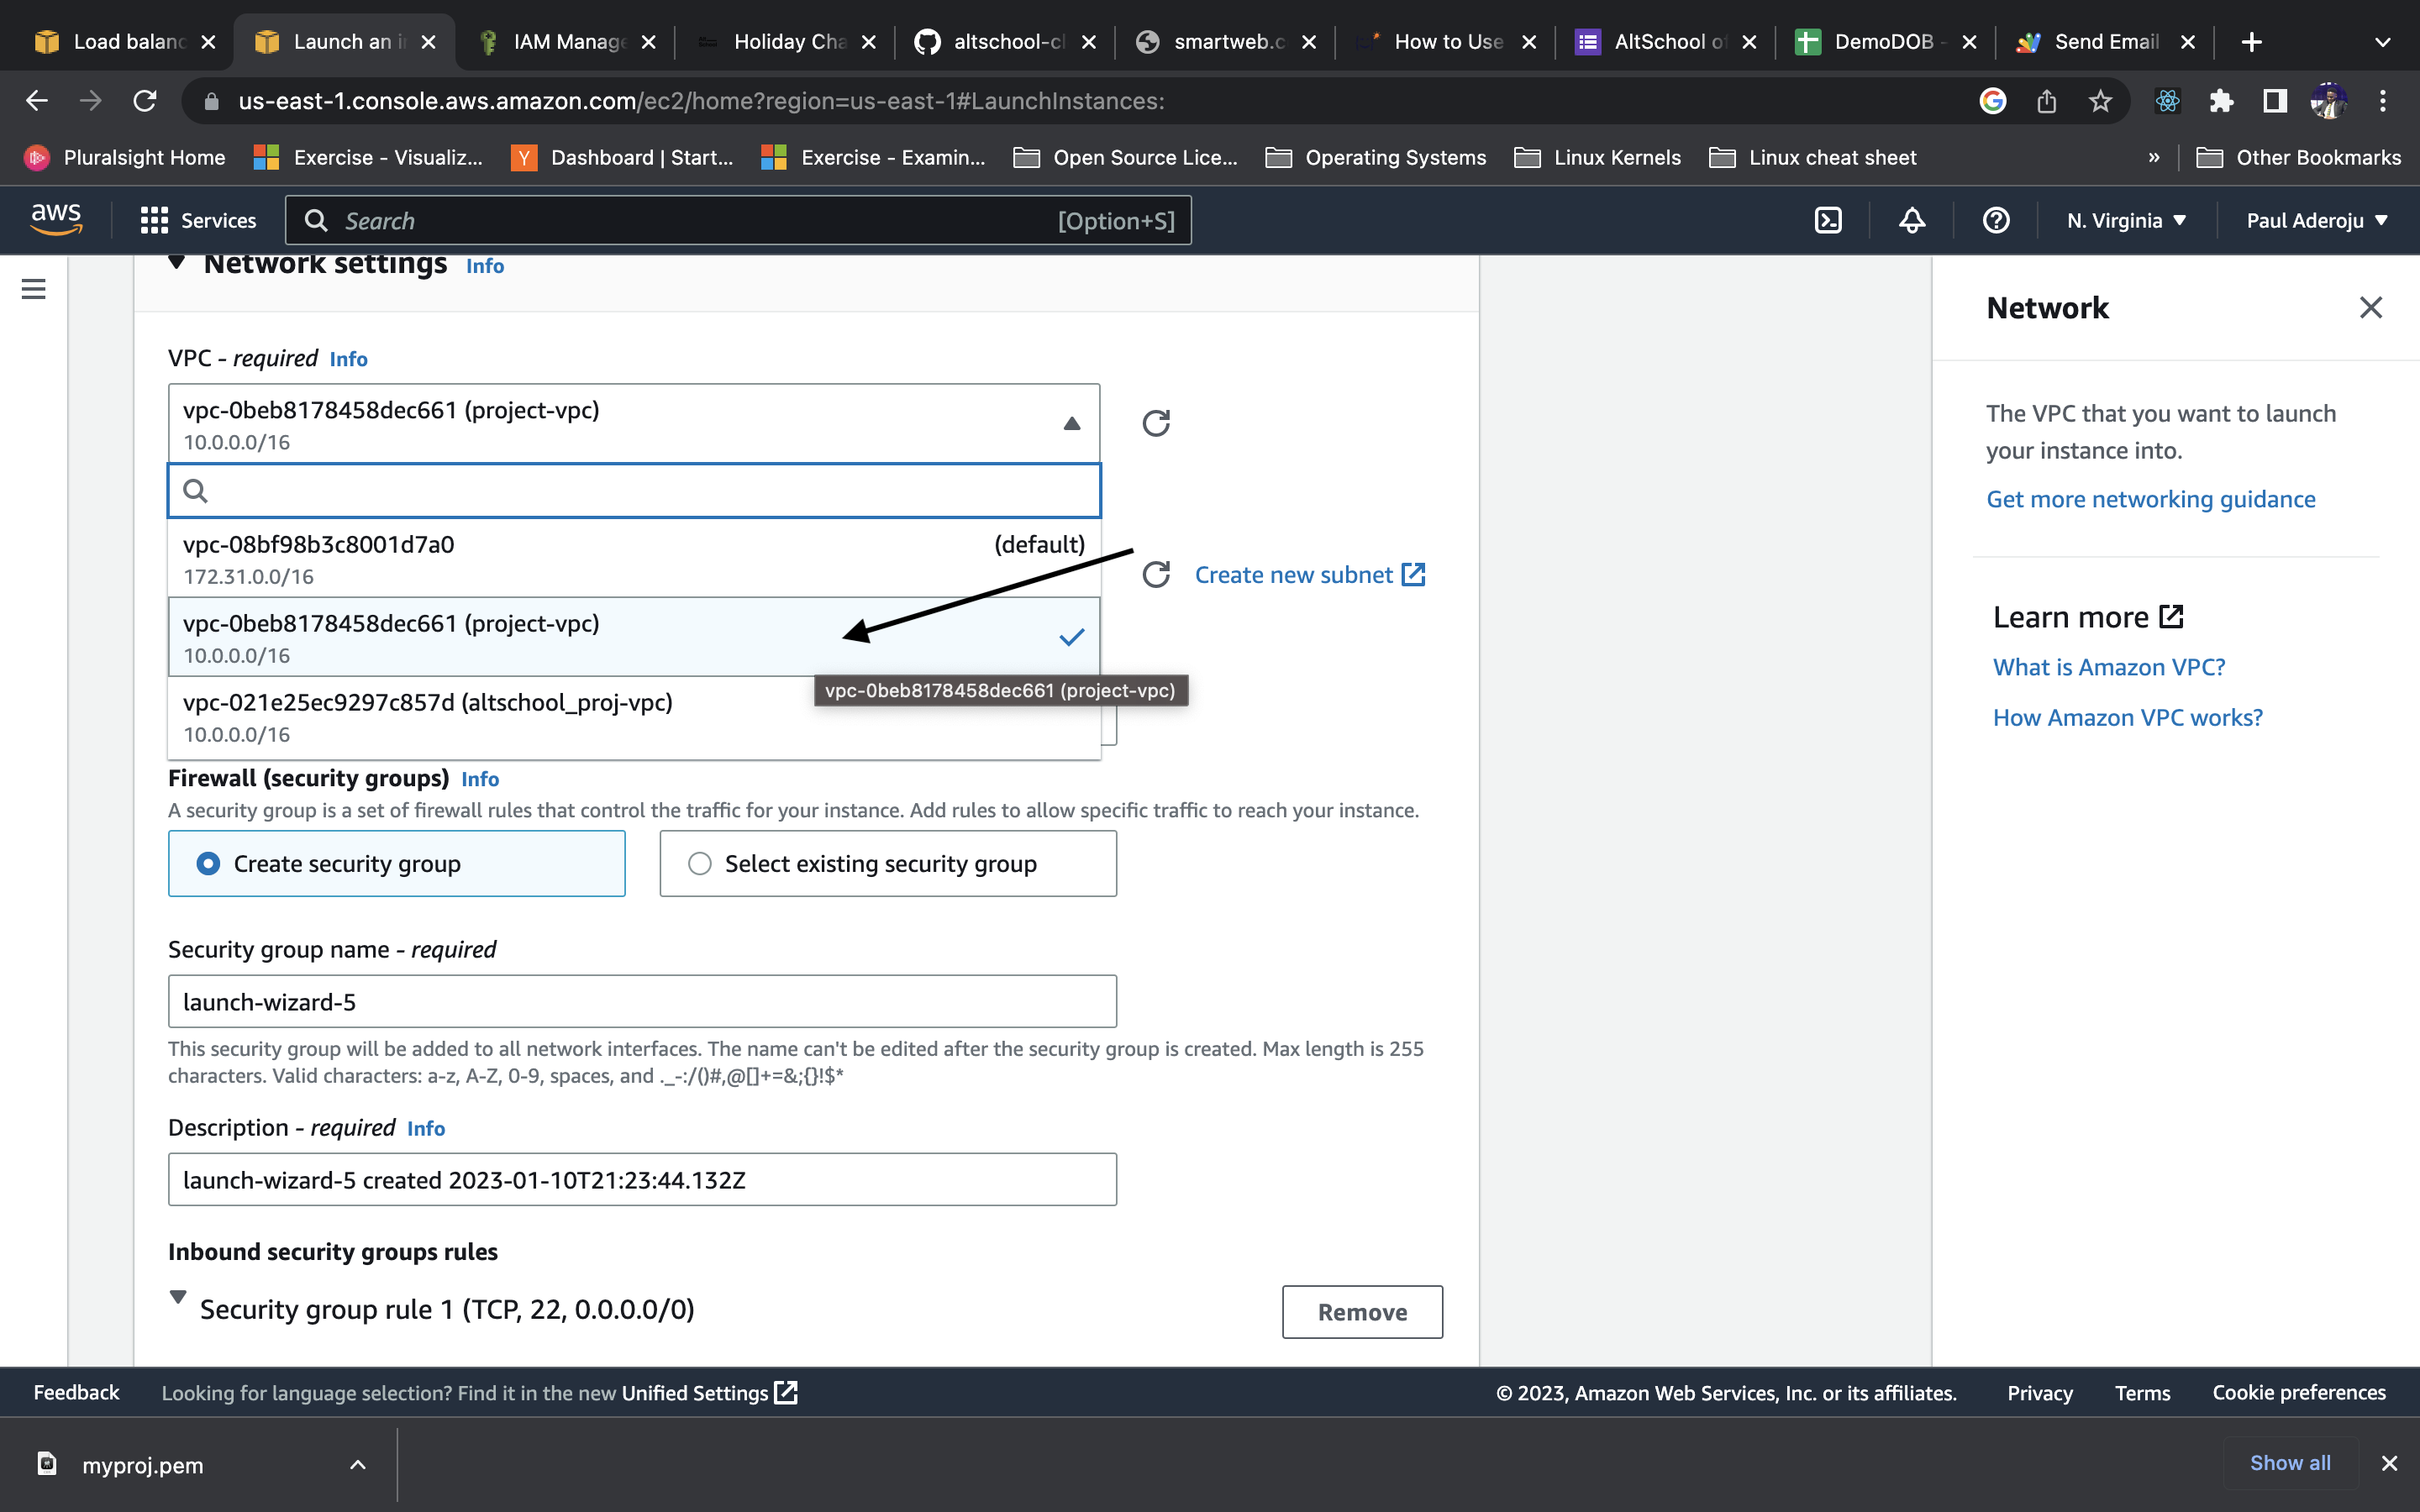 Load balanc
Launch an i
IAM Manage
Holiday Cha
altschool-cl
smartweb.c
How to Use
AltSchool of
DemoDOB -
Send Email
us-east-1.console.aws.amazon.com/ec2/home?region=us-east-1#LaunchInstances:
Pluralsight Home
Exercise - Visualiz...
Dashboard | Start...
Exercise - Examin...
Open Source Lice...
Operating Systems
Linux Kernels
Linux cheat sheet
»
Other Bookmarks
aws
Services
Search
[Option+S]
N. Virginia
Paul Aderoju
Network settings Info
VPC - required Info
vpc-0beb8178458dec661 (project-vpc)
10.0.0.0/16
vpc-08bf98b3c8001d7a0 (default)
172.31.0.0/16
Create new subnet
vpc-0beb8178458dec661 (project-vpc)
10.0.0.0/16
vpc-0beb8178458dec661 (project-vpc)
vpc-021e25ec9297c857d (altschool_proj-vpc)
10.0.0.0/16
Firewall (security groups) Info
A security group is a set of firewall rules that control the traffic for your instance. Add rules to allow specific traffic to reach your instance.
Create security group
Select existing security group
Security group name - required
launch-wizard-5
This security group will be added to all network interfaces. The name can't be edited after the security group is created. Max length is 255
characters. Valid characters: a-z, A-Z, 0-9, spaces, and ._-:/()#,@[]+=&;{}!$*
Description - required Info
launch-wizard-5 created 2023-01-10T21:23:44.132Z
Inbound security groups rules
Security group rule 1 (TCP, 22, 0.0.0.0/0)
Remove
Network
The VPC that you want to launch
your instance into.
Get more networking guidance
Learn more
What is Amazon VPC?
How Amazon VPC works?
Feedback
Looking for language selection? Find it in the new Unified Settings
© 2023, Amazon Web Services, Inc. or its affiliates.
Privacy
Terms
Cookie preferences
myproj.pem
Show all